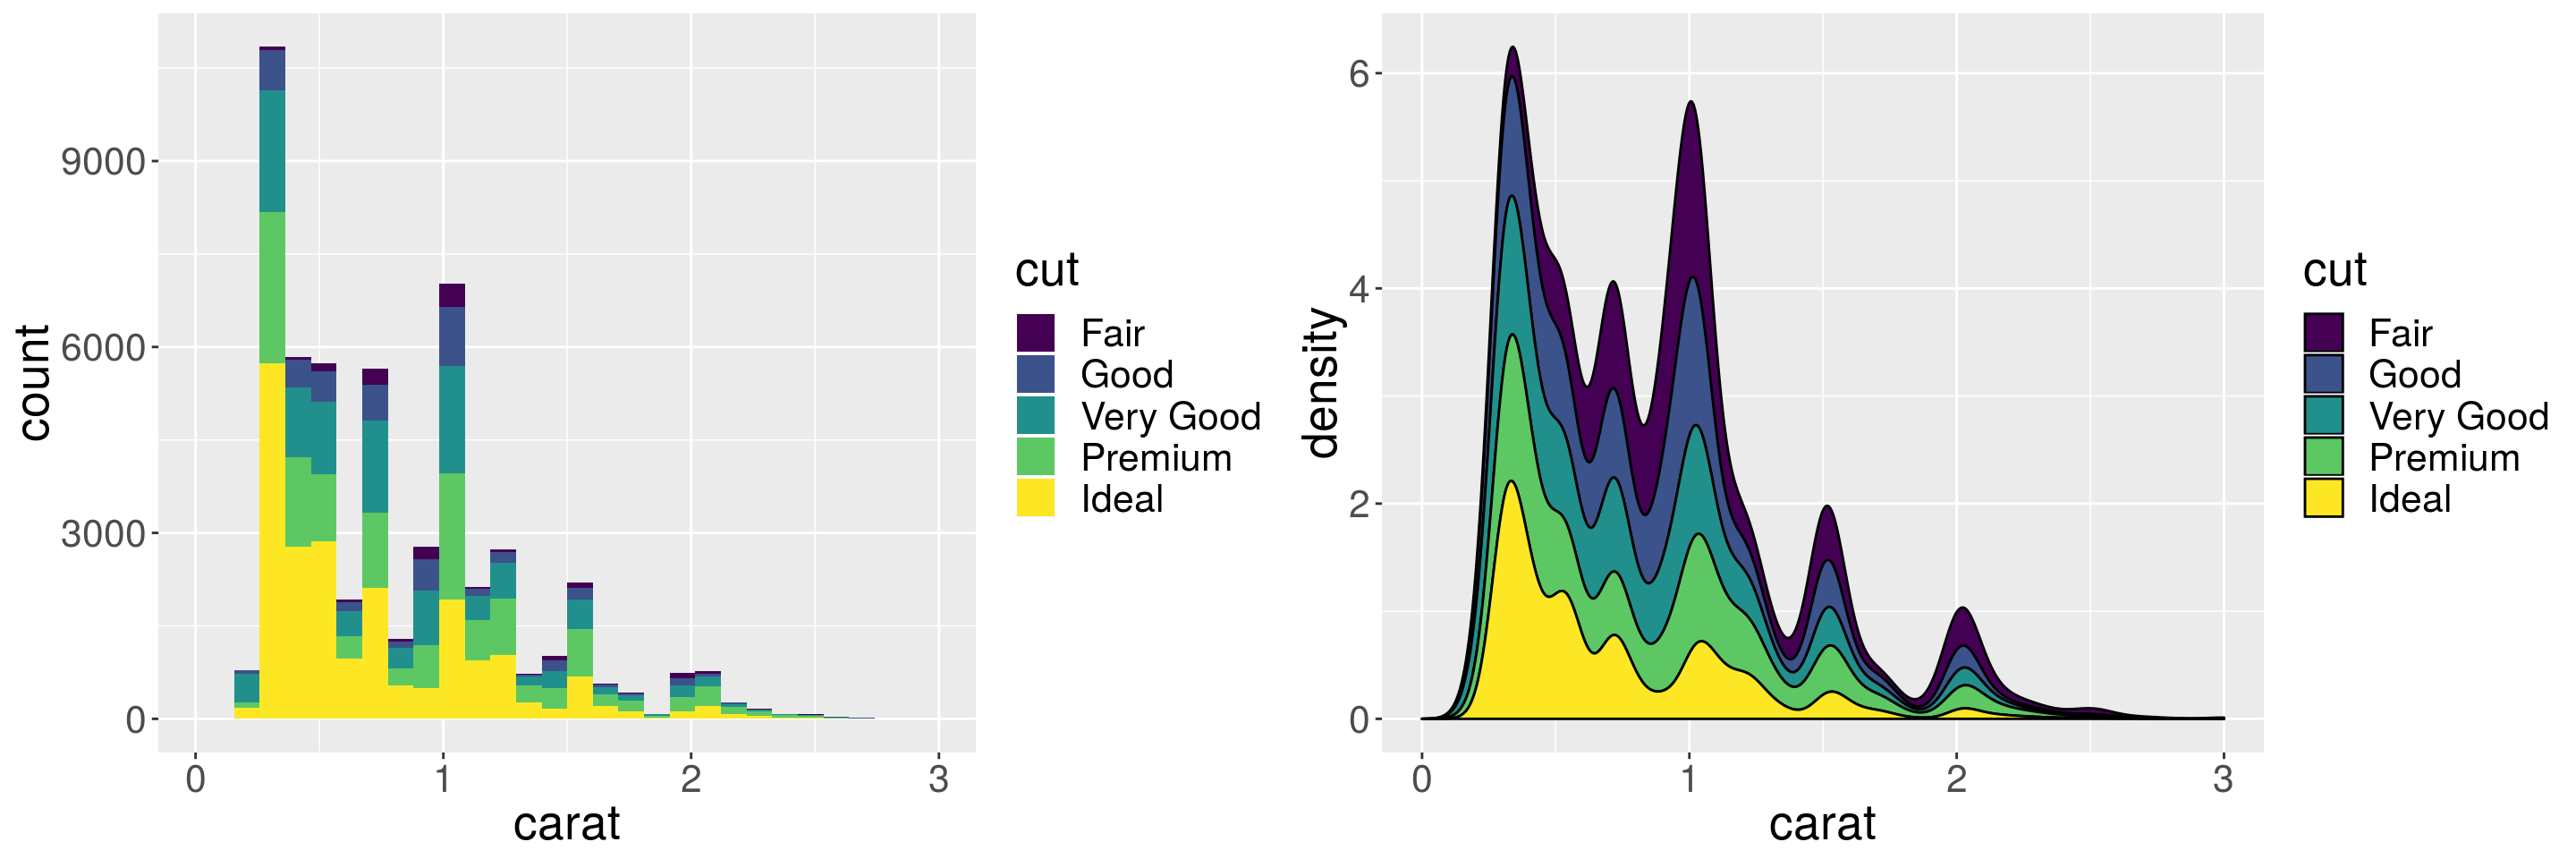 count
9000
6000
3000
0
0
1
2
3
carat
cut
Fair
Good
Very Good
Premium
Ideal
density
6
4
2
0
0
1
2
3
carat
cut
Fair
Good
Very Good
Premium
Ideal